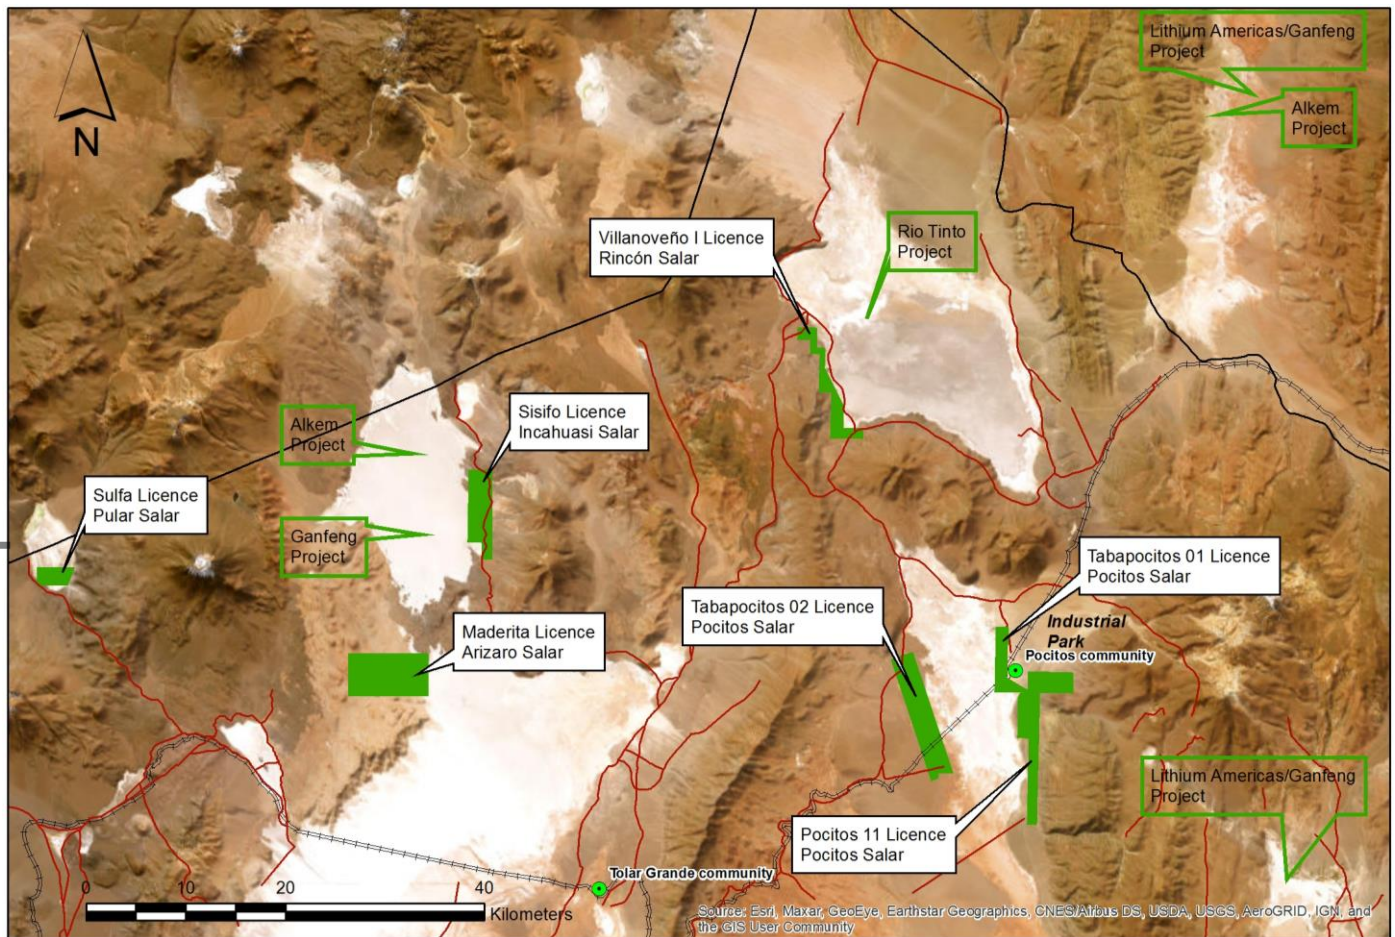 Lithium Americas/Ganfeng
Project
Alkem
Project
N
Villanoveño I Licence
Rincón Salar
Rio Tinto
Project
Sisifo Licence
Incahuasi Salar
Alkem
Project
Sulfa Licence
Pular Salar
Ganfeng
Project
Tabapocitos 01 Licence
Pocitos Salar
Tabapocitos 02 Licence
Pocitos Salar
Industrial
Park
Pocitos community
Maderita Licence
Arizaro Salar
Lithium Americas/Ganfeng
Project
Pocitos 11 Licence
Pocitos Salar
Tolar Grande community
0 10 20 40
Kilometers
Source: Esri, Maxar, GeoEye, Earthstar Geographics, CNES/Airbus DS, USDA, USGS, AeroGRID, IGN, and
the GIS User Community